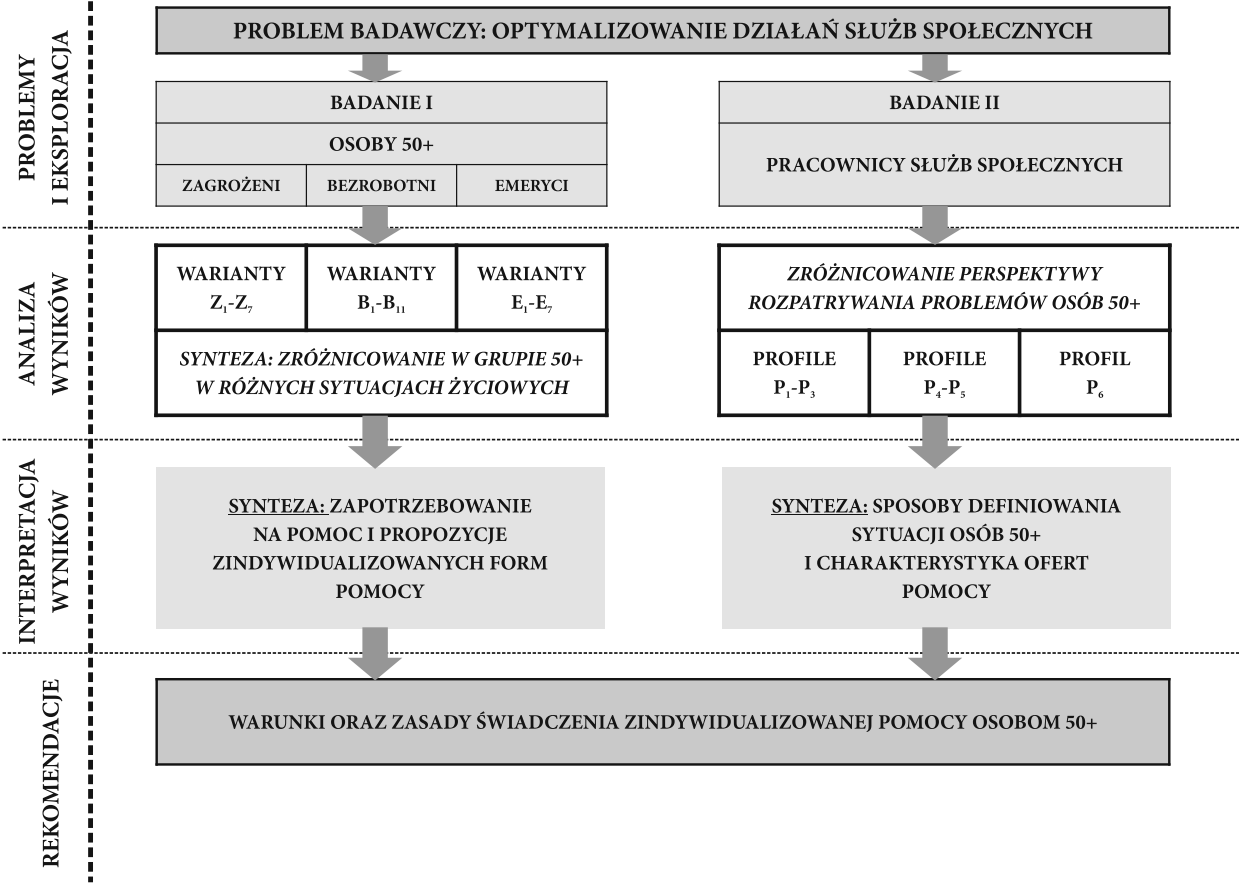 PROBLEMY
I EKSPLORACJA
PROBLEM BADAWCZY: OPTYMALIZOWANIE DZIAŁAŃ SŁUŻB SPOŁECZNYCH
BADANIE I
OSOBY 50+
ZAGROŻENI
BEZROBOTNI
EMERYCI
BADANIE II
PRACOWNICY SŁUŻB SPOŁECZNYCH
ANALIZA
WYNIKÓW
WARIANTY
Z₁-Z₇
WARIANTY
B₁-B₁₁
WARIANTY
E₁-E₇
SYNTEZA: ZRÓŻNICOWANIE W GRUPIE 50+
W RÓŻNYCH SYTUACJACH ŻYCIOWYCH
ZRÓŻNICOWANIE PERSPEKTYWY
ROZPATRYWANIA PROBLEMÓW OSÓB 50+
PROFILE
P₁-P₃
PROFILE
P₄-P₅
PROFIL
P₆
INTERPRETACJA
WYNIKÓW
SYNTEZA: ZAPOTRZEBOWANIE
NA POMOC I PROPOZYCJE
ZINDYWIDUALIZOWANYCH FORM
POMOCY
SYNTEZA: SPOSOBY DEFINIOWANIA
SYTUACJI OSÓB 50+
I CHARAKTERYSTYKA OFERT
POMOCY
REKOMENDACJE
WARUNKI ORAZ ZASADY ŚWIADCZENIA ZINDYWIDUALIZOWANEJ POMOCY OSOBOM 50+